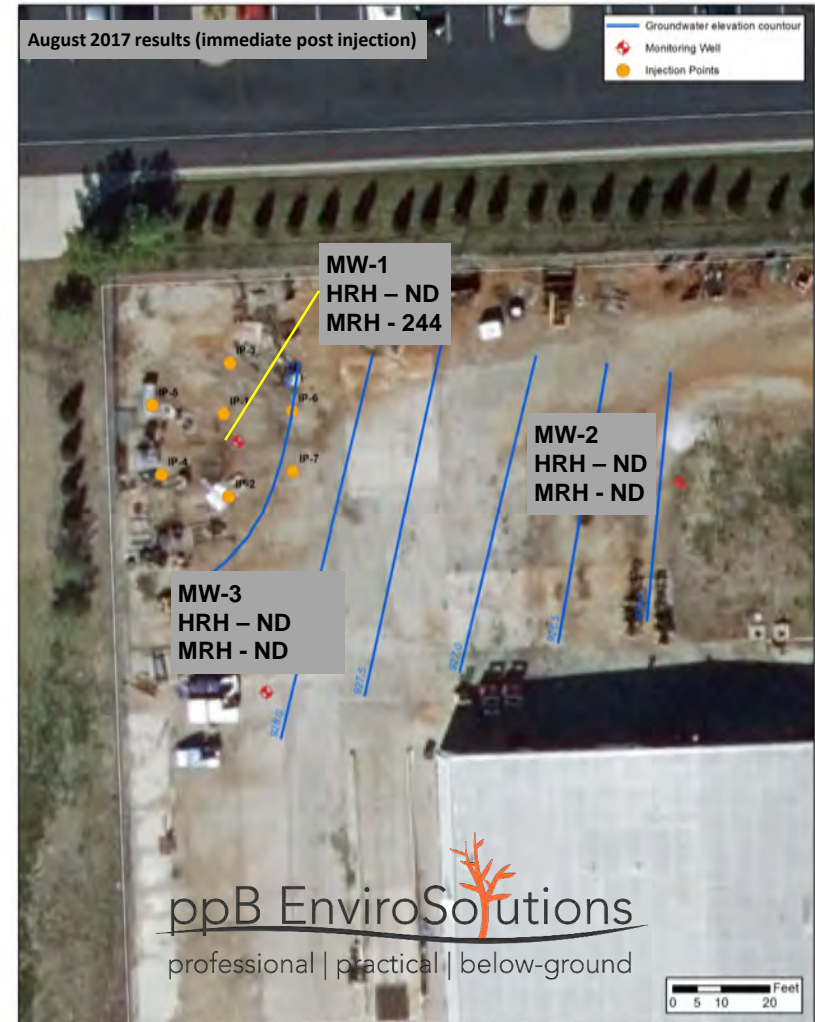 August 2017 results (immediate post injection)
Groundwater elevation countour
Monitoring Well
Injection Points
MW-1
HRH – ND
MRH - 244
IP-3
IP-5
IP-6
IP-4
IP-7
IP-2
MW-2
HRH – ND
MRH - ND
MW-3
HRH – ND
MRH - ND
928.0
927.5
927.0
ppB EnviroSolutions
professional | practical | below-ground
Feet
0 5 10 20